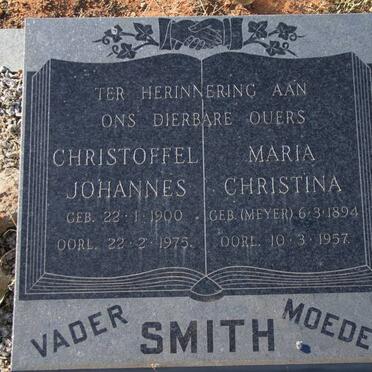 TER HERINNERING AAN
ONS DIERBARE OUERS
CHRISTOFFEL
JOHANNES
GEB. 22-1-1900
OORL. 22-2-1975.
MARIA
CHRISTINA
GEB. (MEYER) 6-3-1894
OORL. 10-3-1957.
VADER
SMITH
MOEDE